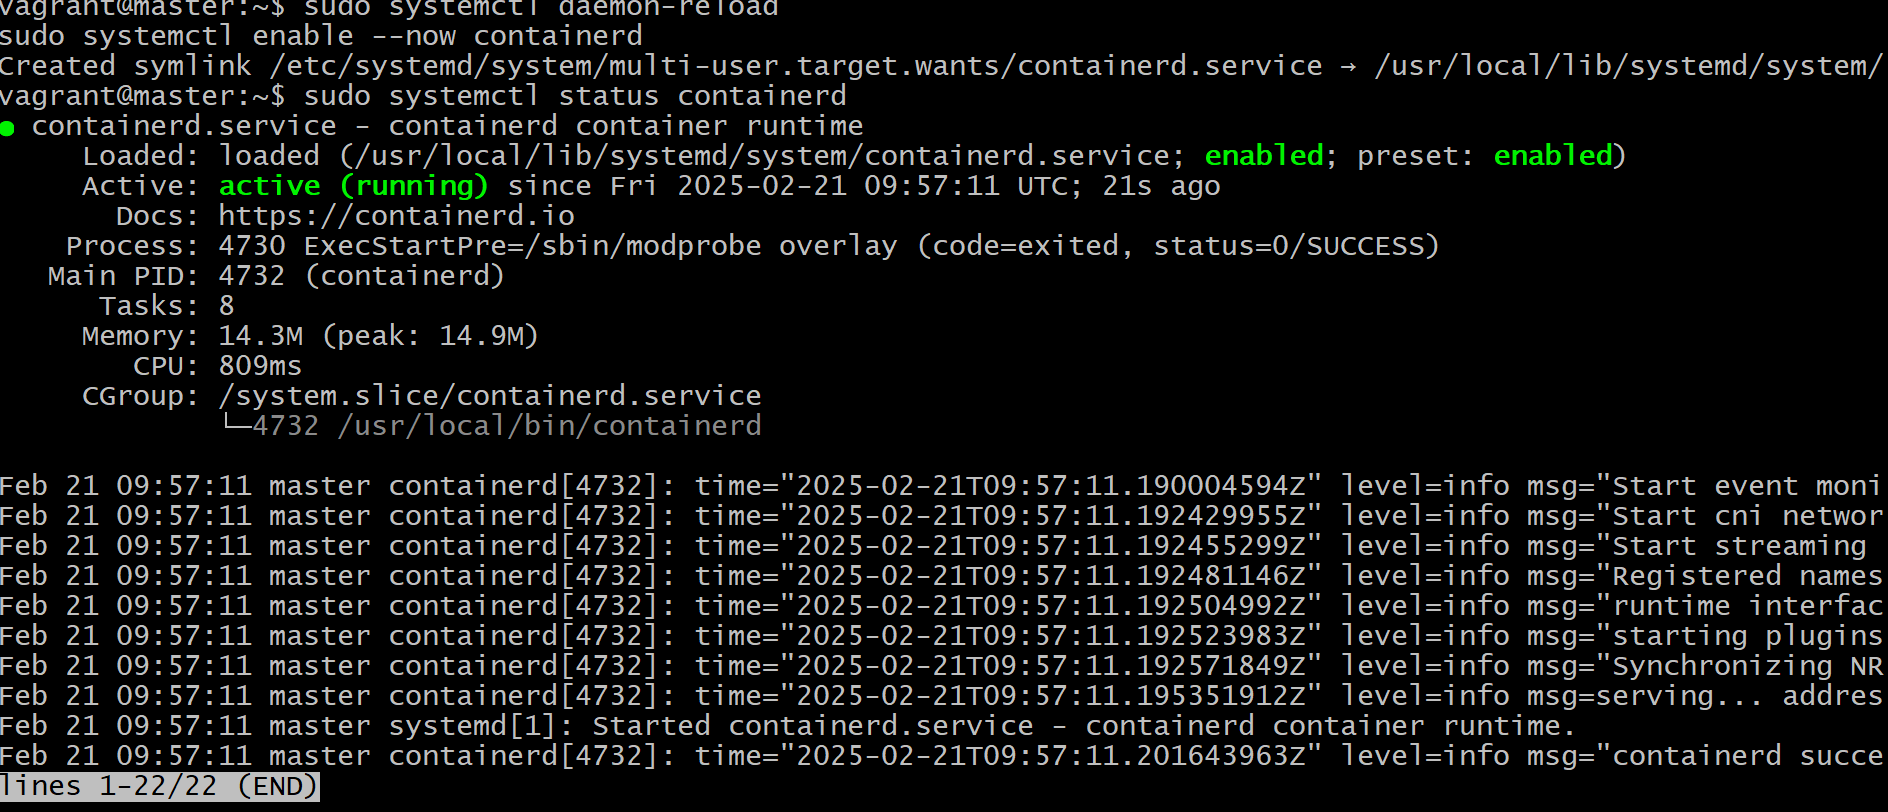 vagrant@master:~$ sudo systemctl daemon-reload
sudo systemctl enable --now containerd
Created symlink /etc/systemd/system/multi-user.target.wants/containerd.service → /usr/local/lib/systemd/system/
vagrant@master:~$ sudo systemctl status containerd
● containerd.service - containerd container runtime
     Loaded: loaded (/usr/local/lib/systemd/system/containerd.service; enabled; preset: enabled)
     Active: active (running) since Fri 2025-02-21 09:57:11 UTC; 21s ago
       Docs: https://containerd.io
    Process: 4730 ExecStartPre=/sbin/modprobe overlay (code=exited, status=0/SUCCESS)
   Main PID: 4732 (containerd)
      Tasks: 8
     Memory: 14.3M (peak: 14.9M)
        CPU: 809ms
     CGroup: /system.slice/containerd.service
             └─4732 /usr/local/bin/containerd
Feb 21 09:57:11 master containerd[4732]: time="2025-02-21T09:57:11.190004594Z" level=info msg="Start event moni
Feb 21 09:57:11 master containerd[4732]: time="2025-02-21T09:57:11.192429955Z" level=info msg="Start cni networ
Feb 21 09:57:11 master containerd[4732]: time="2025-02-21T09:57:11.192455299Z" level=info msg="Start streaming
Feb 21 09:57:11 master containerd[4732]: time="2025-02-21T09:57:11.192481146Z" level=info msg="Registered names
Feb 21 09:57:11 master containerd[4732]: time="2025-02-21T09:57:11.192504992Z" level=info msg="runtime interfac
Feb 21 09:57:11 master containerd[4732]: time="2025-02-21T09:57:11.192523983Z" level=info msg="starting plugins
Feb 21 09:57:11 master containerd[4732]: time="2025-02-21T09:57:11.192571849Z" level=info msg="Synchronizing NR
Feb 21 09:57:11 master containerd[4732]: time="2025-02-21T09:57:11.195351912Z" level=info msg=serving... addres
Feb 21 09:57:11 master systemd[1]: Started containerd.service - containerd container runtime.
Feb 21 09:57:11 master containerd[4732]: time="2025-02-21T09:57:11.201643963Z" level=info msg="containerd succe
lines 1-22/22 (END)